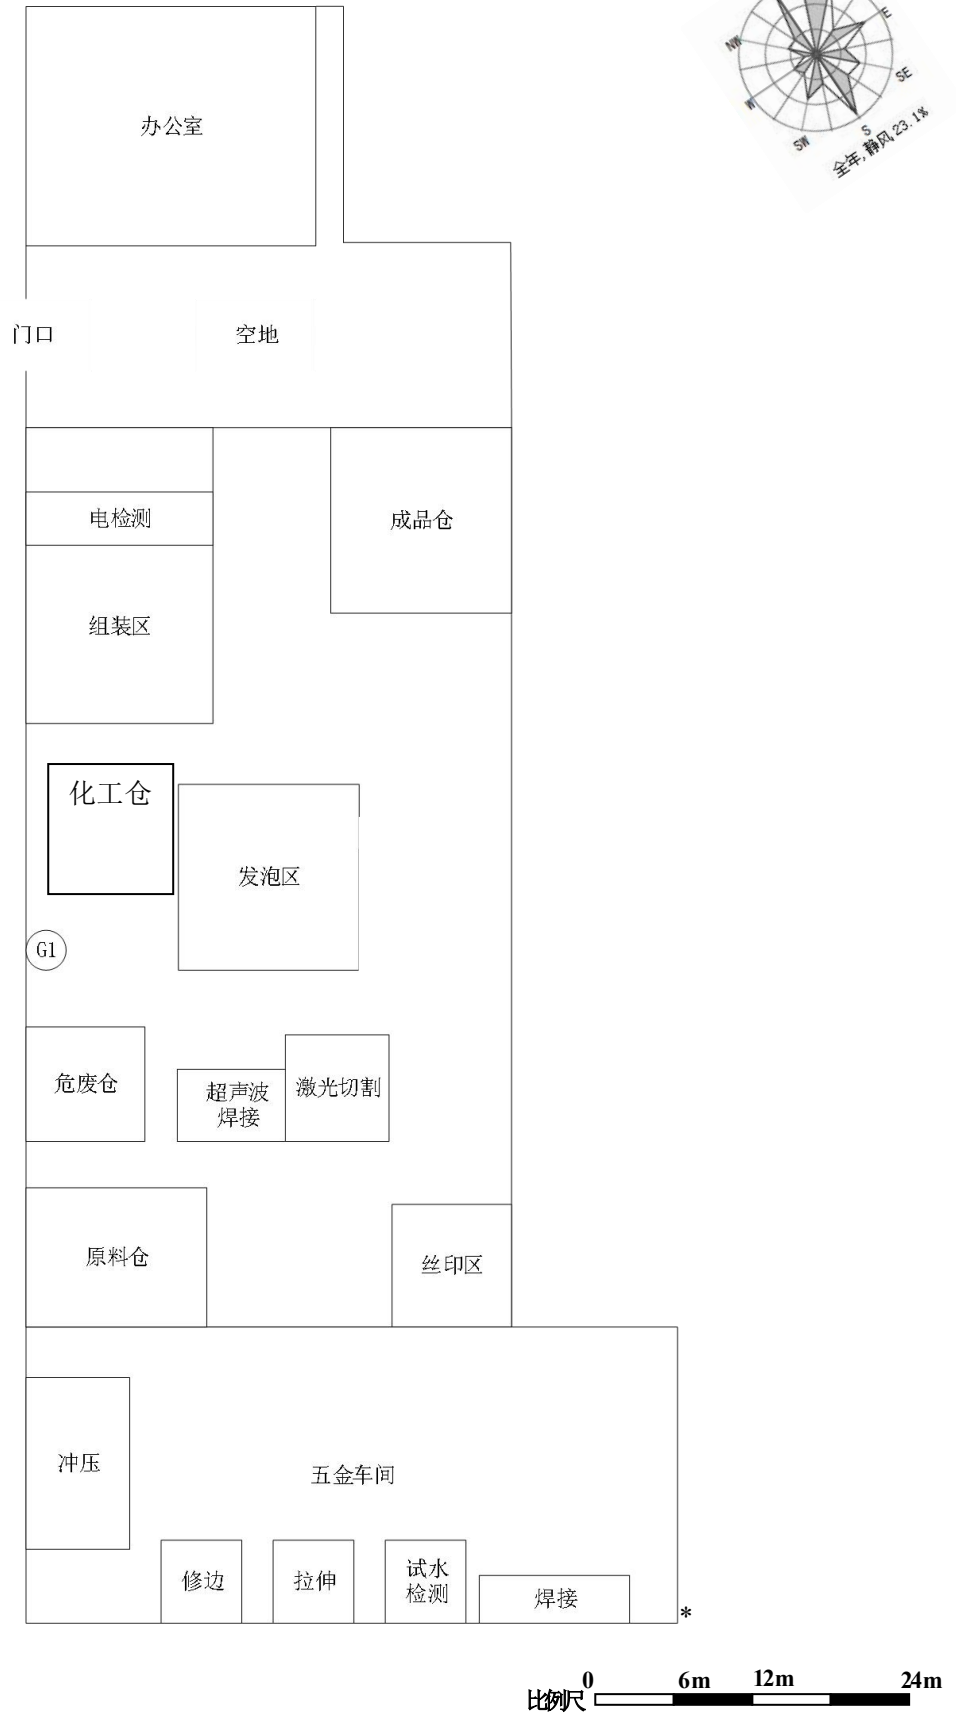 E
NW
SE
W
S
SW
全年,静风23.1%
办公室
门口
空地
电检测
成品仓
组装区
化工仓
发泡区
G1
危废仓
超声波
焊接
激光切割
原料仓
丝印区
冲压
五金车间
修边
拉伸
试水
检测
焊接
*
0
6m
12m
24m
比例尺